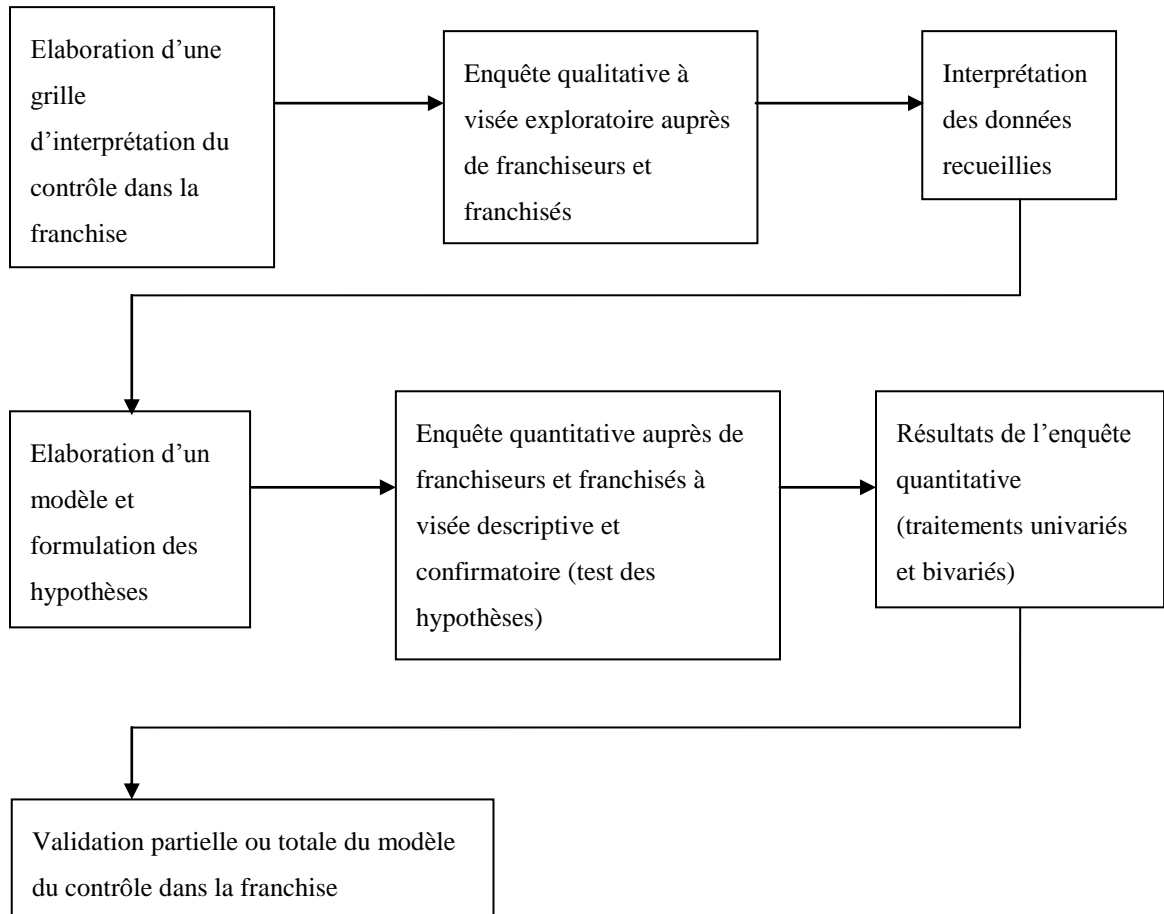 Elaboration d’une
grille
d’interprétation du
contrôle dans la
franchise
Enquête qualitative à
visée exploratoire auprès
de franchiseurs et
franchisés
Interprétation
des données
recueillies
Elaboration d’un
modèle et
formulation des
hypothèses
Enquête quantitative auprès de
franchiseurs et franchisés à
visée descriptive et
confirmatoire (test des
hypothèses)
Résultats de l’enquête
quantitative
(traitements univariés
et bivariés)
Validation partielle ou totale du modèle
du contrôle dans la franchise